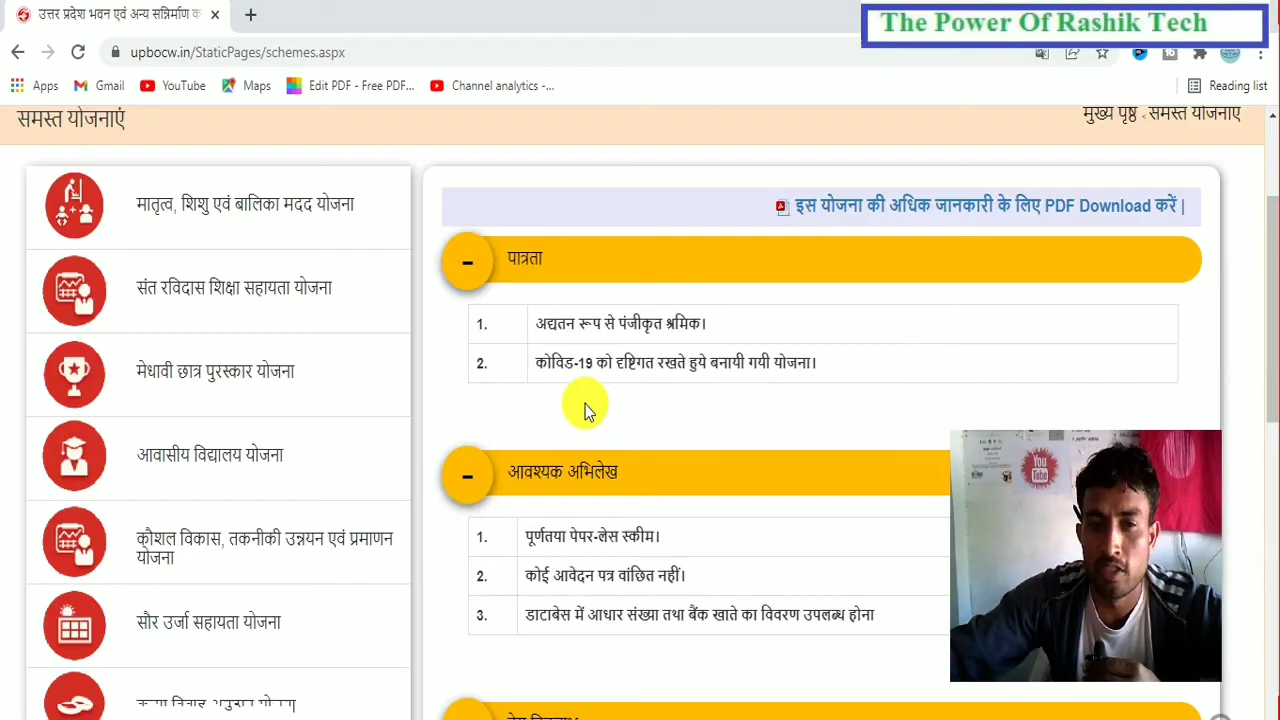 उत्तर प्रदेश भवन एवं अन्य सन्निर्माण क
The Power Of Rashik Tech
upbocw.in/StaticPages/schemes.aspx
Apps
Gmail
YouTube
Maps
Edit PDF - Free PDF...
Channel analytics -...
Reading list
समस्त योजनाएं
मुख्य पृष्ठ - समस्त योजनाएं
मातृत्व, शिशु एवं बालिका मदद योजना
संत रविदास शिक्षा सहायता योजना
मेधावी छात्र पुरस्कार योजना
आवासीय विद्यालय योजना
कौशल विकास, तकनीकी उन्नयन एवं प्रमाणन
योजना
सौर उर्जा सहायता योजना
इस योजना की अधिक जानकारी के लिए PDF Download करें |
- पात्रता
1. अद्यतन रूप से पंजीकृत श्रमिक।
2. कोविड-19 को दृष्टिगत रखते हुये बनायी गयी योजना।
- आवश्यक अभिलेख
1. पूर्णतया पेपर-लेस स्कीम।
2. कोई आवेदन पत्र वांछित नहीं।
3. डाटाबेस में आधार संख्या तथा बैंक खाते का विवरण उपलब्ध होना
You
Tube